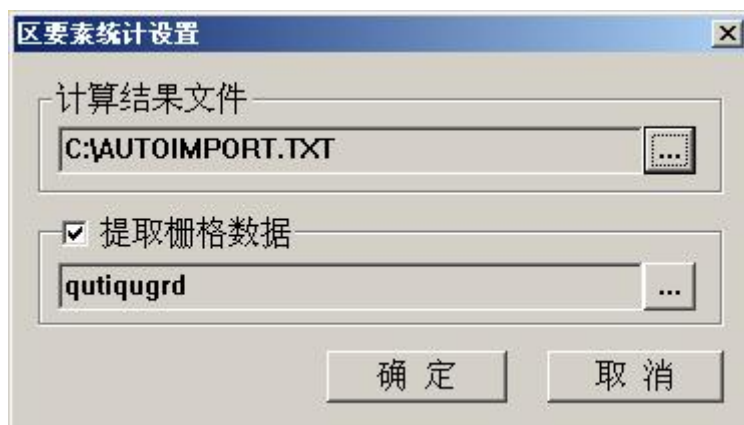 区要素统计设置
计算结果文件
C:\AUTOIMPORT.TXT
...
提取栅格数据
qutiqugrd
...
确 定 取 消